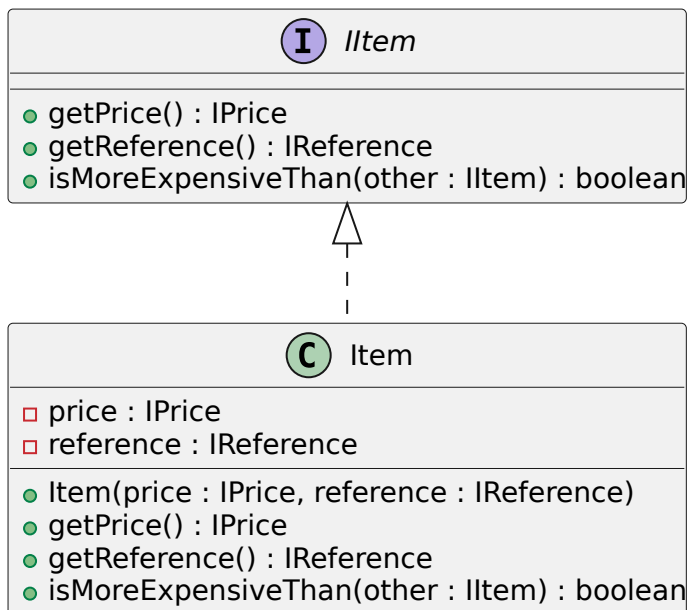 I IItem
getPrice() : IPrice
getReference() : IReference
isMoreExpensiveThan(other : IItem) : boolean
C Item
price : IPrice
reference : IReference
Item(price : IPrice, reference : IReference)
getPrice() : IPrice
getReference() : IReference
isMoreExpensiveThan(other : IItem) : boolean